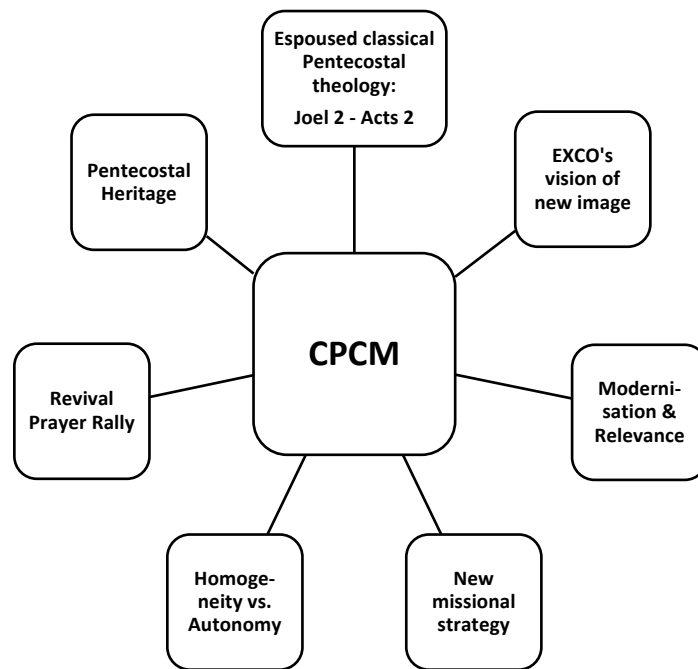 Espoused classical
Pentecostal
theology:
Joel 2 - Acts 2
Pentecostal
Heritage
EXCO's
vision of
new image
CPCM
Revival
Prayer Rally
Moderni-
sation &
Relevance
Homoge-
neity vs.
Autonomy
New
missional
strategy